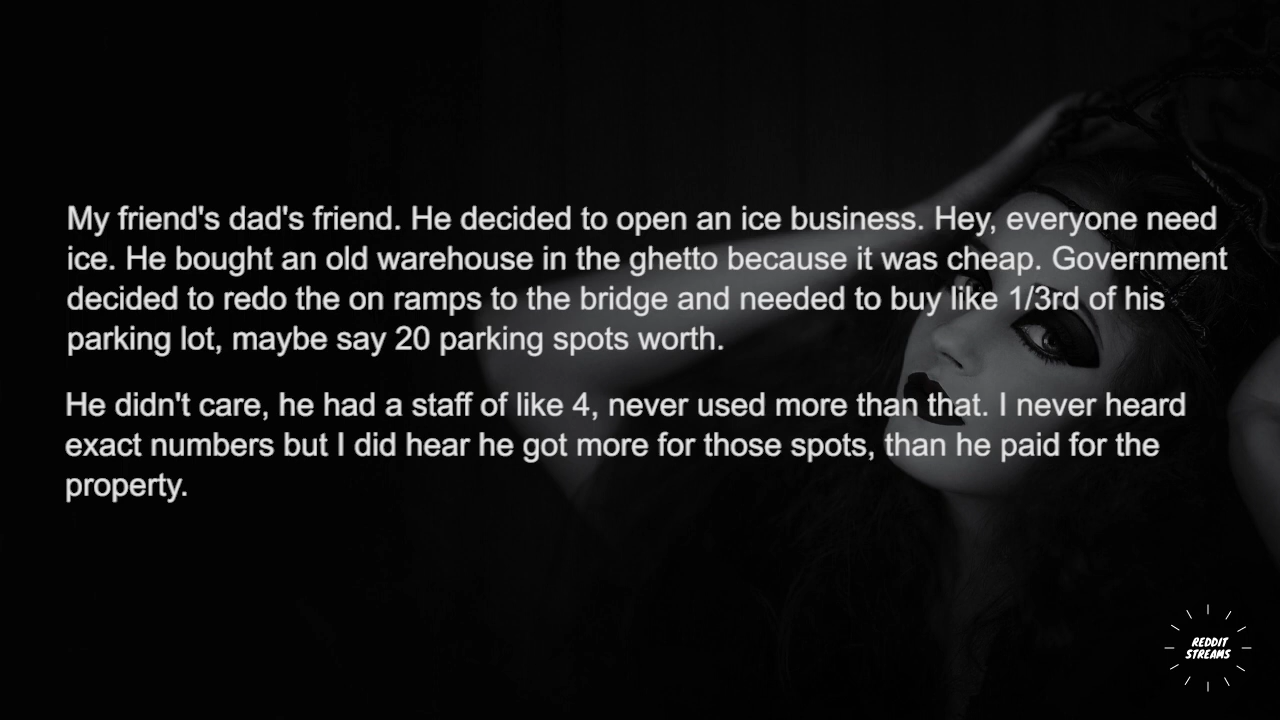 My friend's dad's friend. He decided to open an ice business. Hey, everyone need
ice. He bought an old warehouse in the ghetto because it was cheap. Government
decided to redo the on ramps to the bridge and needed to buy like 1/3rd of his
parking lot, maybe say 20 parking spots worth.
He didn't care, he had a staff of like 4, never used more than that. I never heard
exact numbers but I did hear he got more for those spots, than he paid for the
property.
REDDIT
STREAMS